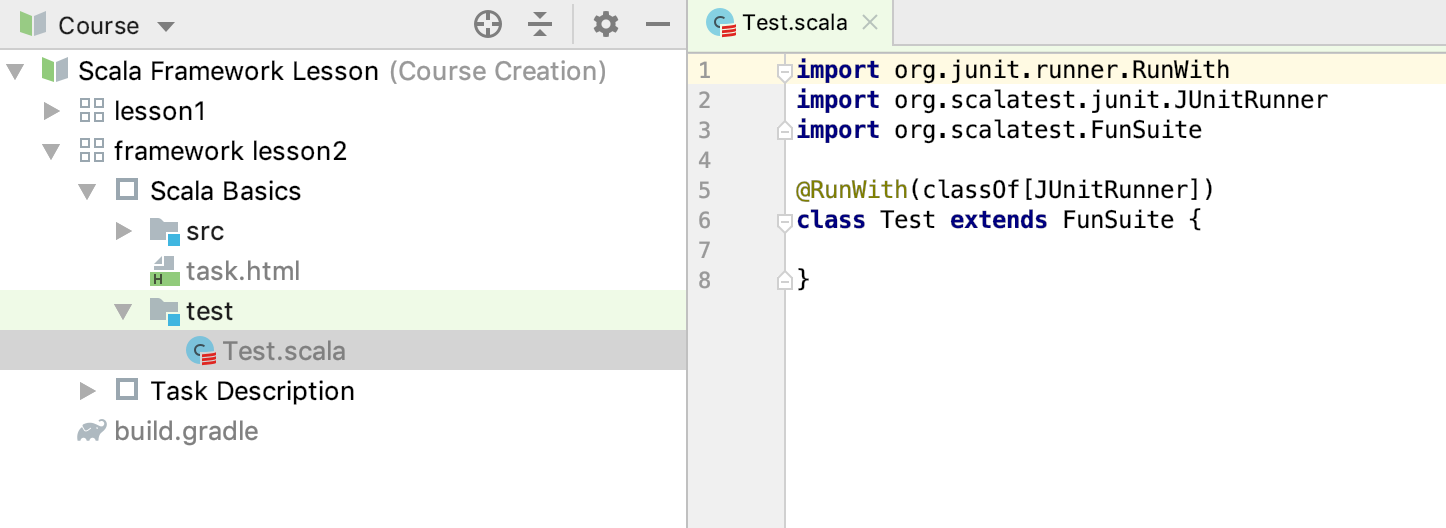 Course
Scala Framework Lesson (Course Creation)
lesson1
framework lesson2
Scala Basics
src
task.html
test
Test.scala
Task Description
build.gradle
Test.scala
1 import org.junit.runner.RunWith
2 import org.scalatest.junit.JUnitRunner
3 import org.scalatest.FunSuite
4
5 @RunWith(classOf[JUnitRunner])
6 class Test extends FunSuite {
7
8 }